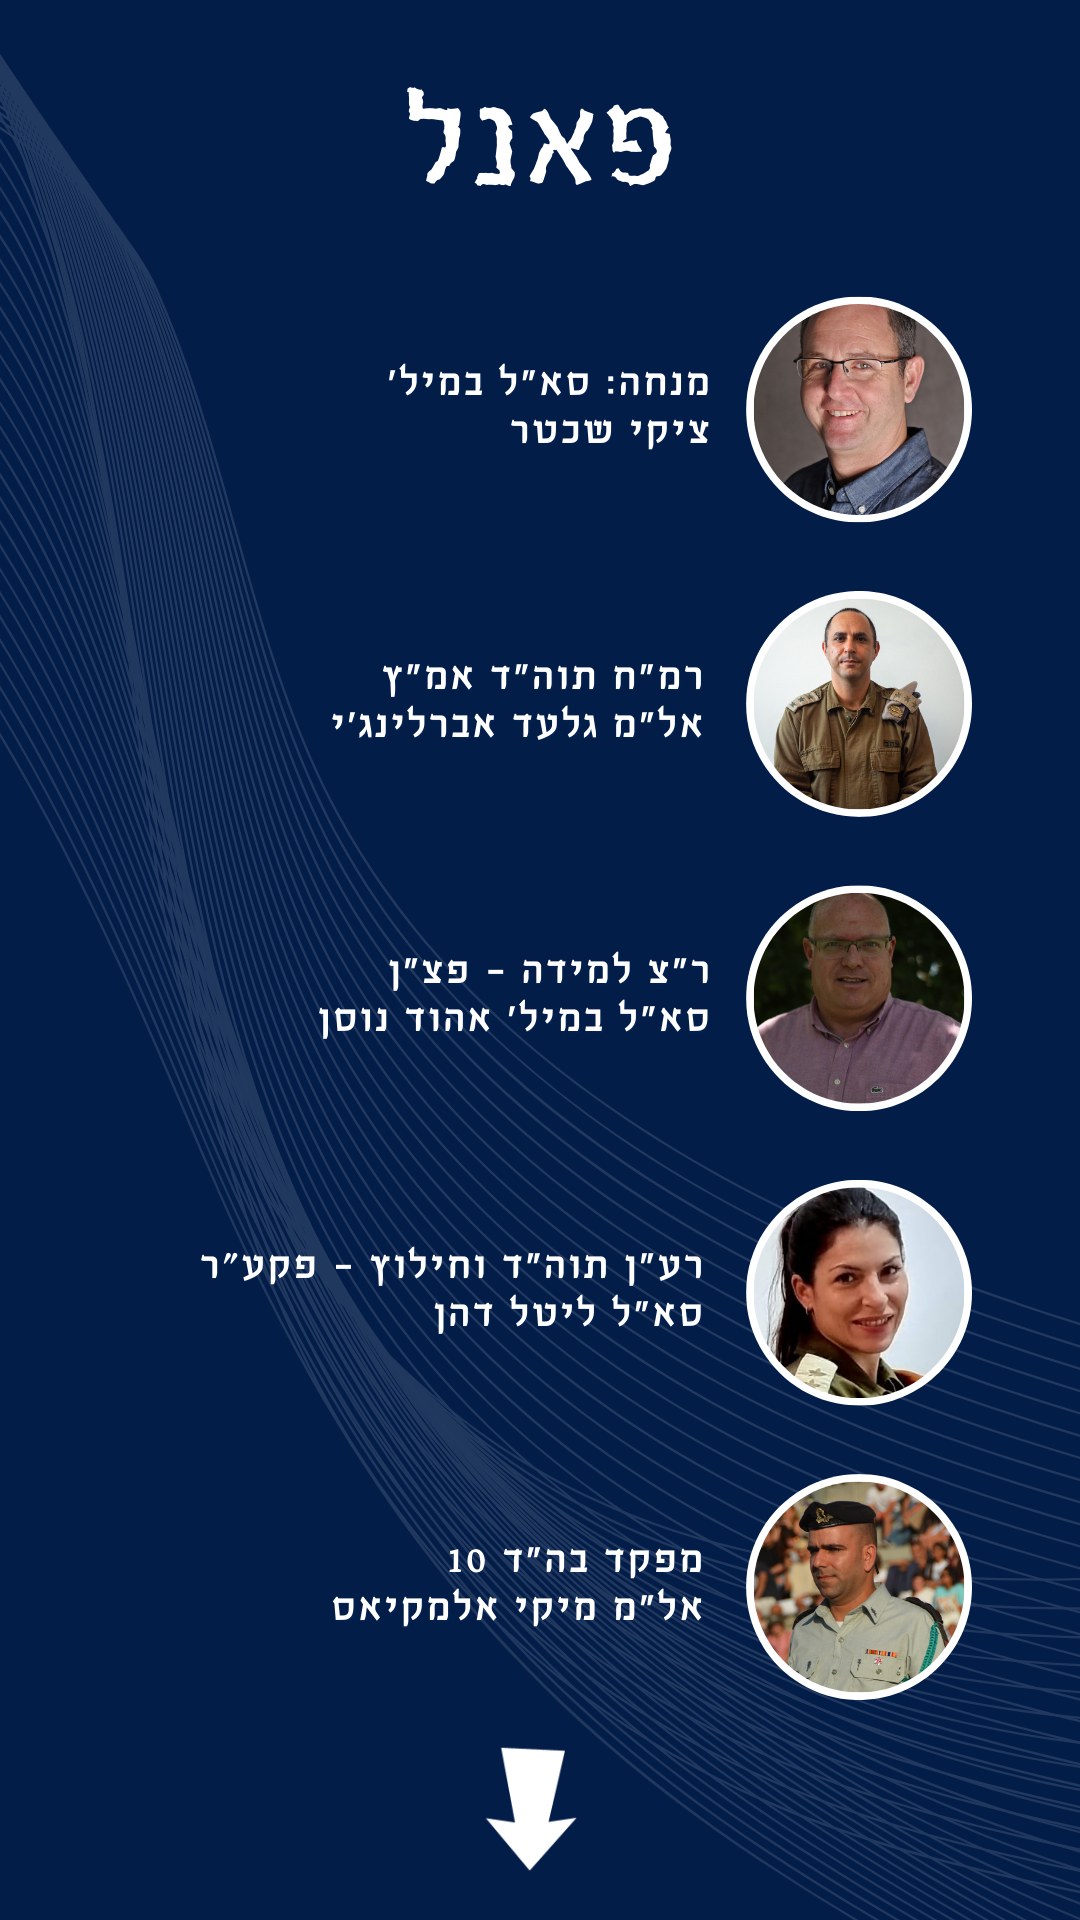 פאנל
מנחה: סא"ל במיל'
ציקי שכטר
רמ"ח תוה"ד אמ"ץ
אל"מ גלעד אברלינג'י
ר"צ למידה - פצ"ן
סא"ל במיל' אהוד נוסן
רע"ן תוה"ד וחילוץ - פקע"ר
סא"ל ליטל דהן
מפקד בה"ד 10
אל"מ מיקי אלמקיאס